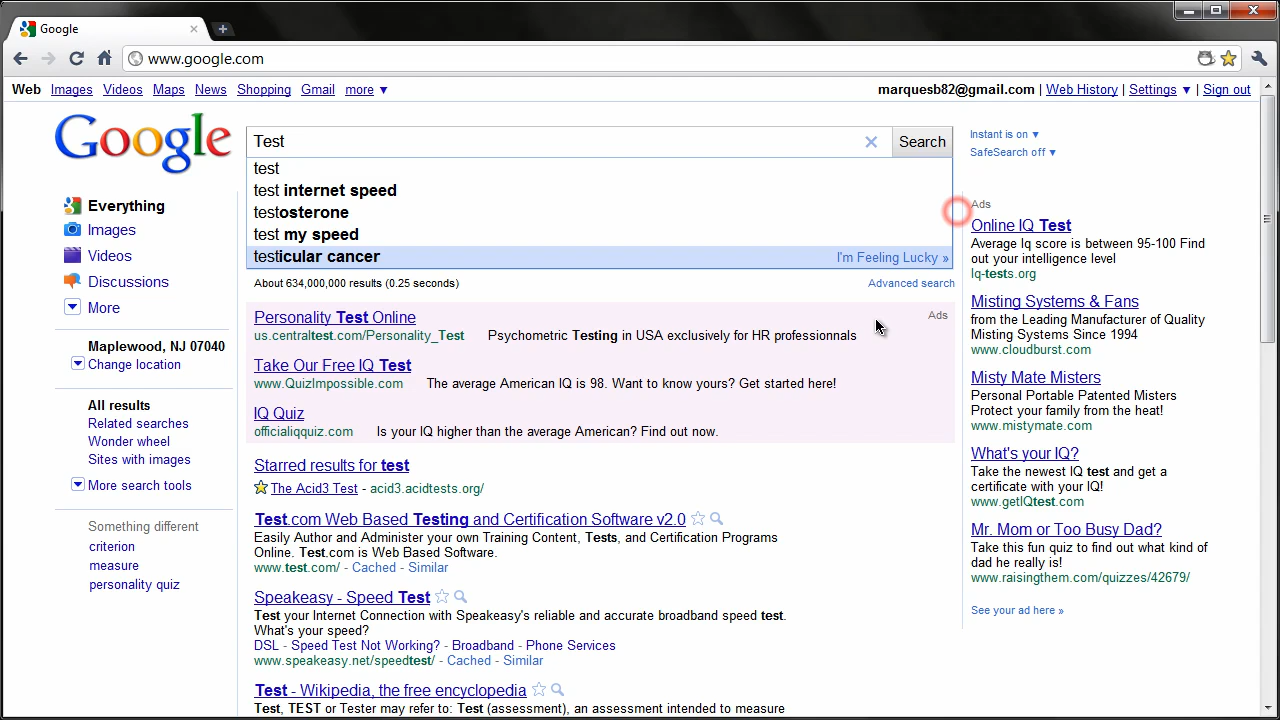 Google
www.google.com
Web Images Videos Maps News Shopping Gmail more ▼
marquesb82@gmail.com | Web History | Settings ▼ | Sign out
Google
Test
Search
Instant is on ▼
SafeSearch off ▼
test
test internet speed
testosterone
test my speed
testicular cancer
I'm Feeling Lucky »
About 634,000,000 results (0.25 seconds)
Advanced search
Everything
Images
Videos
Discussions
More
Maplewood, NJ 07040
Change location
All results
Related searches
Wonder wheel
Sites with images
More search tools
Something different
criterion
measure
personality quiz
Personality Test Online
Ads
us.centraltest.com/Personality_Test Psychometric Testing in USA exclusively for HR professionnals
Take Our Free IQ Test
www.QuizImpossible.com The average American IQ is 98. Want to know yours? Get started here!
IQ Quiz
officialiqquiz.com Is your IQ higher than the average American? Find out now.
Starred results for test
The Acid3 Test - acid3.acidtests.org/
Test.com Web Based Testing and Certification Software v2.0
Easily Author and Administer your own Training Content, Tests, and Certification Programs
Online. Test.com is Web Based Software.
www.test.com/ - Cached - Similar
Speakeasy - Speed Test
Test your Internet Connection with Speakeasy's reliable and accurate broadband speed test.
What's your speed?
DSL - Speed Test Not Working? - Broadband - Phone Services
www.speakeasy.net/speedtest/ - Cached - Similar
Test - Wikipedia, the free encyclopedia
Test, TEST or Tester may refer to: Test (assessment), an assessment intended to measure
Ads
Online IQ Test
Average Iq score is between 95-100 Find
out your intelligence level
Iq-tests.org
Misting Systems & Fans
from the Leading Manufacturer of Quality
Misting Systems Since 1994
www.cloudburst.com
Misty Mate Misters
Personal Portable Patented Misters
Protect your family from the heat!
www.mistymate.com
What's your IQ?
Take the newest IQ test and get a
certificate with your IQ!
www.getIQtest.com
Mr. Mom or Too Busy Dad?
Take this fun quiz to find out what kind of
dad he really is!
www.raisingthem.com/quizzes/42679/
See your ad here »